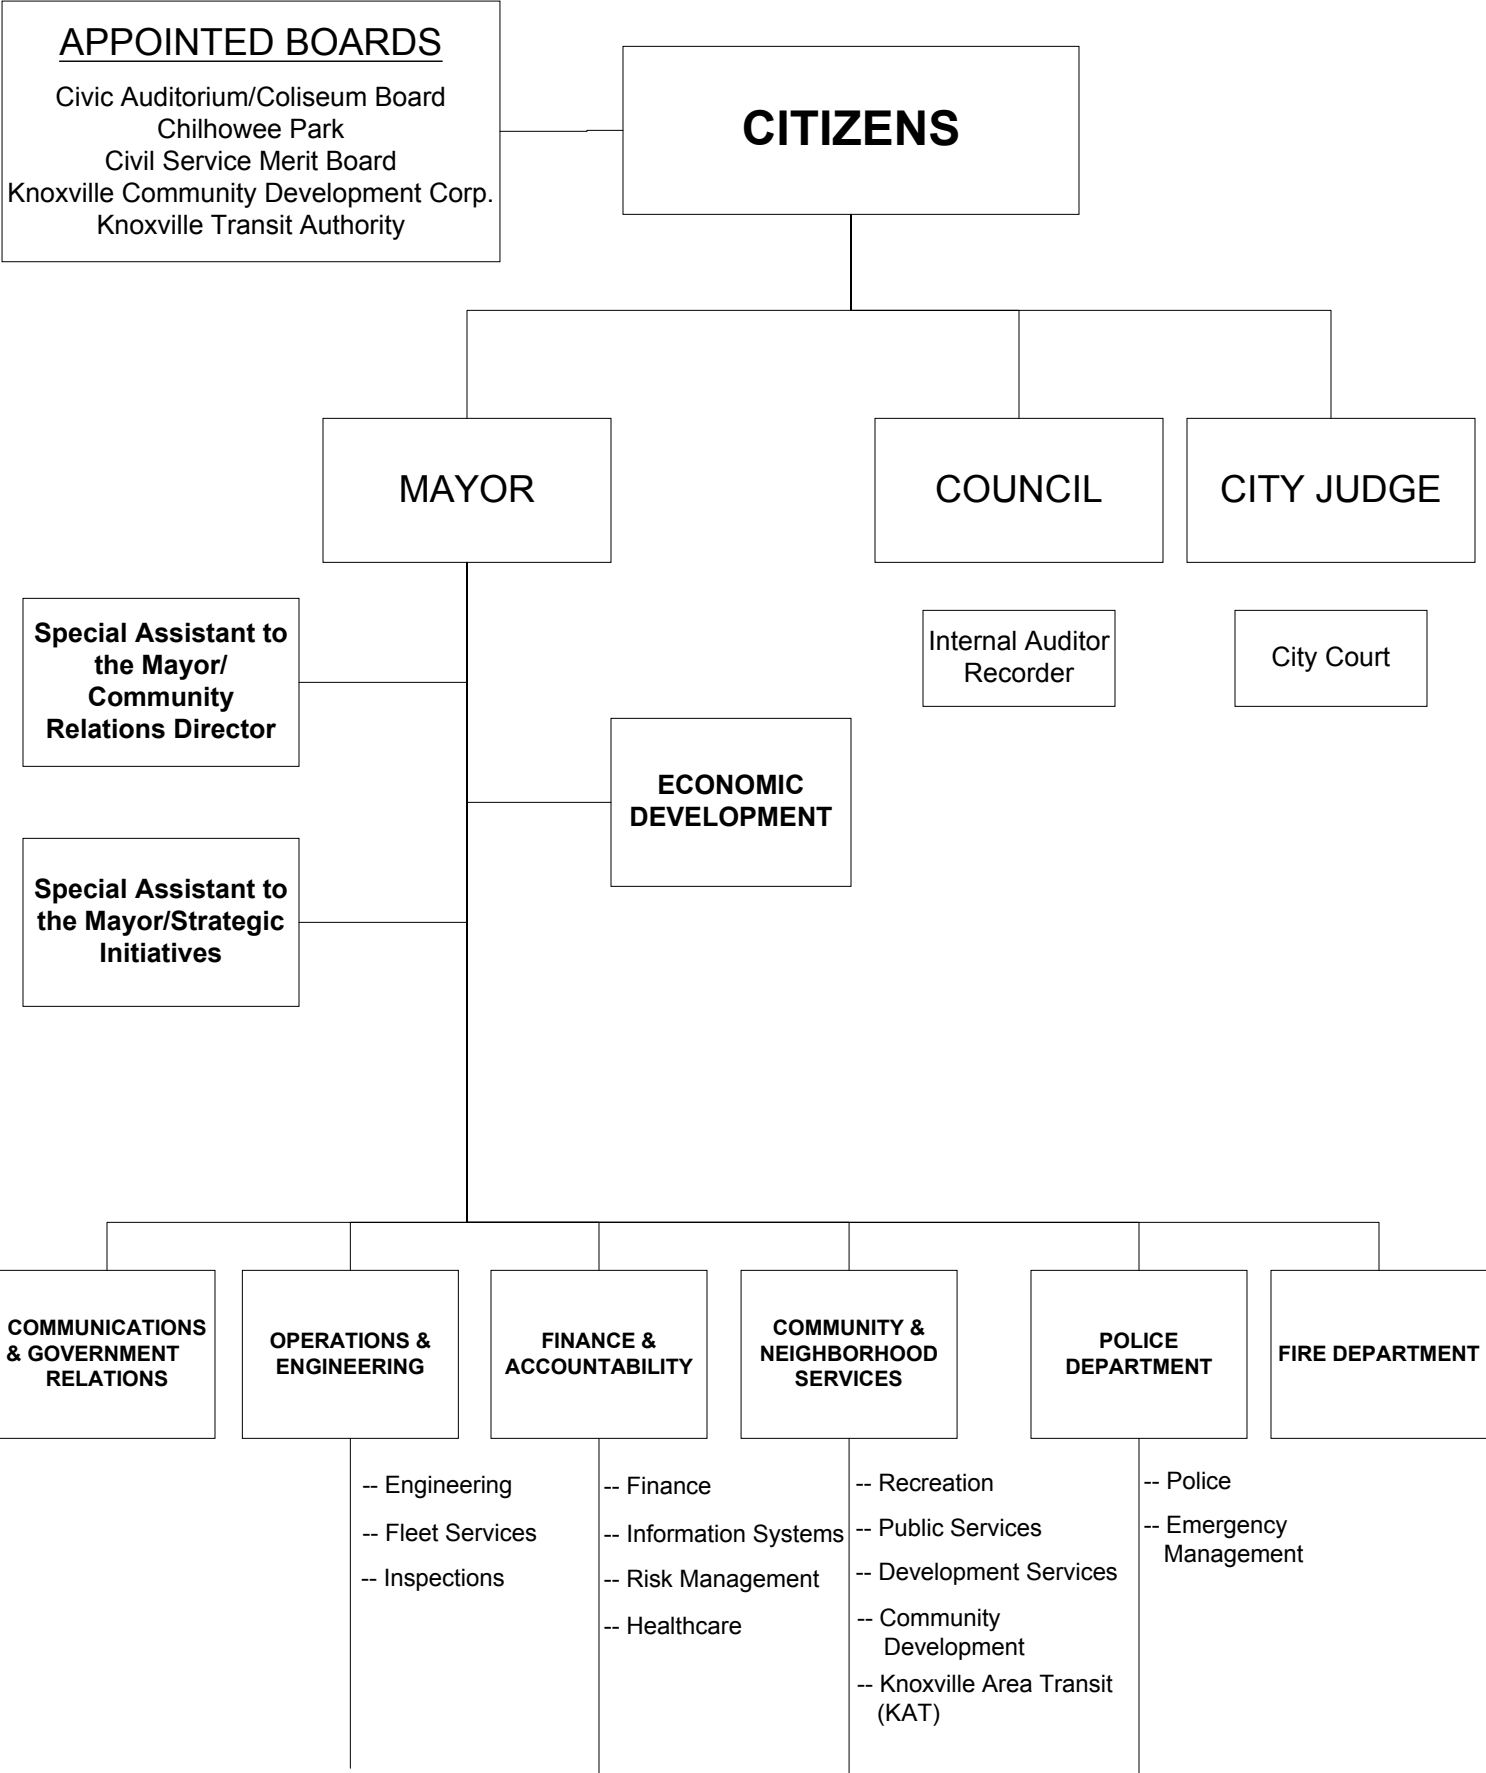 APPOINTED BOARDS
Civic Auditorium/Coliseum Board
Chilhowee Park
Civil Service Merit Board
Knoxville Community Development Corp.
Knoxville Transit Authority
CITIZENS
MAYOR
COUNCIL
CITY JUDGE
Internal Auditor
Recorder
City Court
Special Assistant to
the Mayor/
Community
Relations Director
ECONOMIC
DEVELOPMENT
Special Assistant to
the Mayor/Strategic
Initiatives
COMMUNICATIONS
& GOVERNMENT
RELATIONS
OPERATIONS &
ENGINEERING
-- Engineering
-- Fleet Services
-- Inspections
FINANCE &
ACCOUNTABILITY
-- Finance
-- Information Systems
-- Risk Management
-- Healthcare
COMMUNITY &
NEIGHBORHOOD
SERVICES
-- Recreation
-- Public Services
-- Development Services
-- Community
Development
-- Knoxville Area Transit
(KAT)
POLICE
DEPARTMENT
-- Police
-- Emergency
Management
FIRE DEPARTMENT